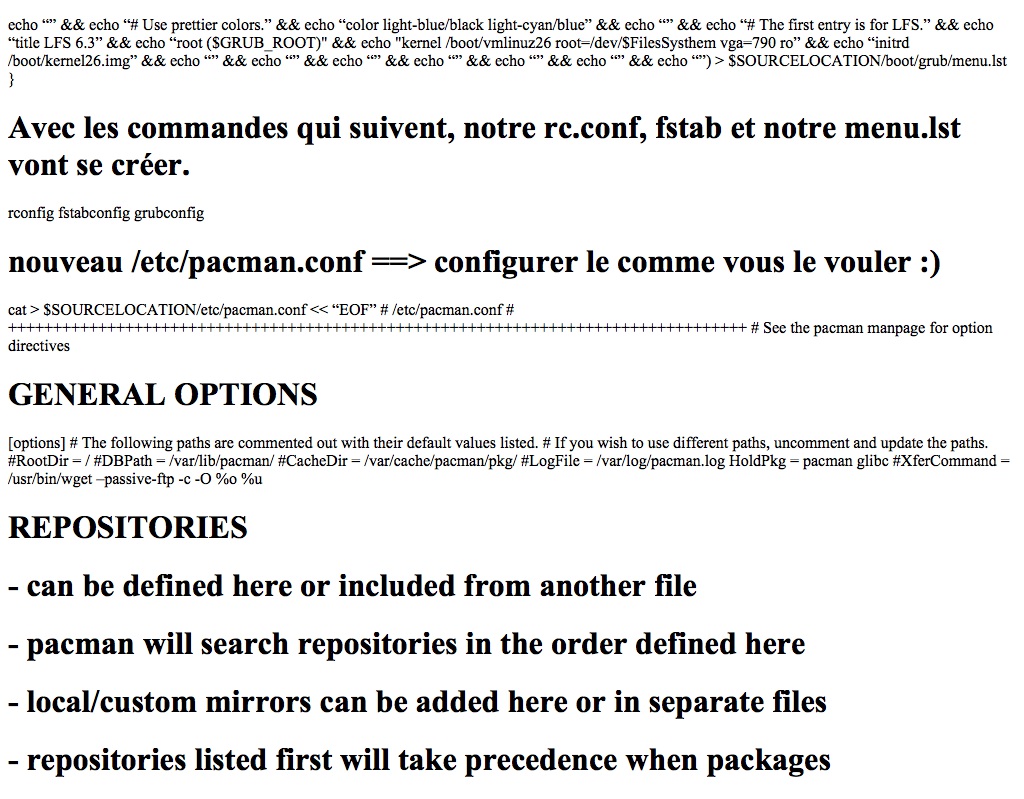 echo “” && echo “# Use prettier colors.” && echo “color light-blue/black light-cyan/blue” && echo “” && echo “# The first entry is for LFS.” && echo
“title LFS 6.3” && echo “root ($GRUB_ROOT)" && echo "kernel /boot/vmlinuz26 root=/dev/$FilesSysthem vga=790 ro” && echo “initrd
/boot/kernel26.img” && echo “” && echo “” && echo “” && echo “” && echo “” && echo “” && echo “”) > $SOURCELOCATION/boot/grub/menu.lst
}
Avec les commandes qui suivent, notre rc.conf, fstab et notre menu.lst
vont se créer.
rconfig fstabconfig grubconfig
nouveau /etc/pacman.conf ==> configurer le comme vous le vouler :)
cat > $SOURCELOCATION/etc/pacman.conf << “EOF” # /etc/pacman.conf #
++++++++++++++++++++++++++++++++++++++++++++++++++++++++++++++++++++++++++++++++++ # See the pacman manpage for option
directives
GENERAL OPTIONS
[options] # The following paths are commented out with their default values listed. # If you wish to use different paths, uncomment and update the paths.
#RootDir = / #DBPath = /var/lib/pacman/ #CacheDir = /var/cache/pacman/pkg/ #LogFile = /var/log/pacman.log HoldPkg = pacman glibc #XferCommand =
/usr/bin/wget –passive-ftp -c -O %o %u
REPOSITORIES
- can be defined here or included from another file
- pacman will search repositories in the order defined here
- local/custom mirrors can be added here or in separate files
- repositories listed first will take precedence when packages